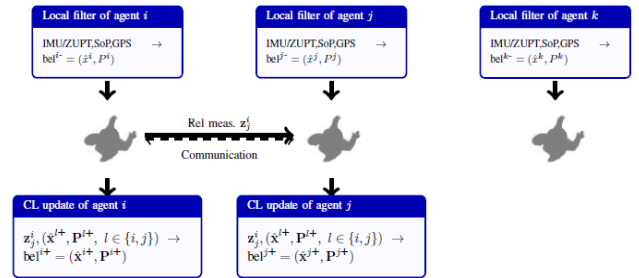 Local filter of agent i
IMU/ZUPT,SoP,GPS →
bel^{i-} = (x̂^i, P^i)
Local filter of agent j
IMU/ZUPT,SoP,GPS →
bel^{j-} = (x̂^j, P^j)
Local filter of agent k
IMU/ZUPT,SoP,GPS →
bel^{k-} = (x̂^k, P^k)
Rel meas. z^i_j
Communication
CL update of agent i
z^i_j, (x̂^{l+}, P^{l+}, l ∈ {i, j}) →
bel^{i+} = (x̂^{i+}, P^{i+})
CL update of agent j
z^i_j, (x̂^{l+}, P^{l+}, l ∈ {i, j}) →
bel^{j+} = (x̂^{j+}, P^{j+})